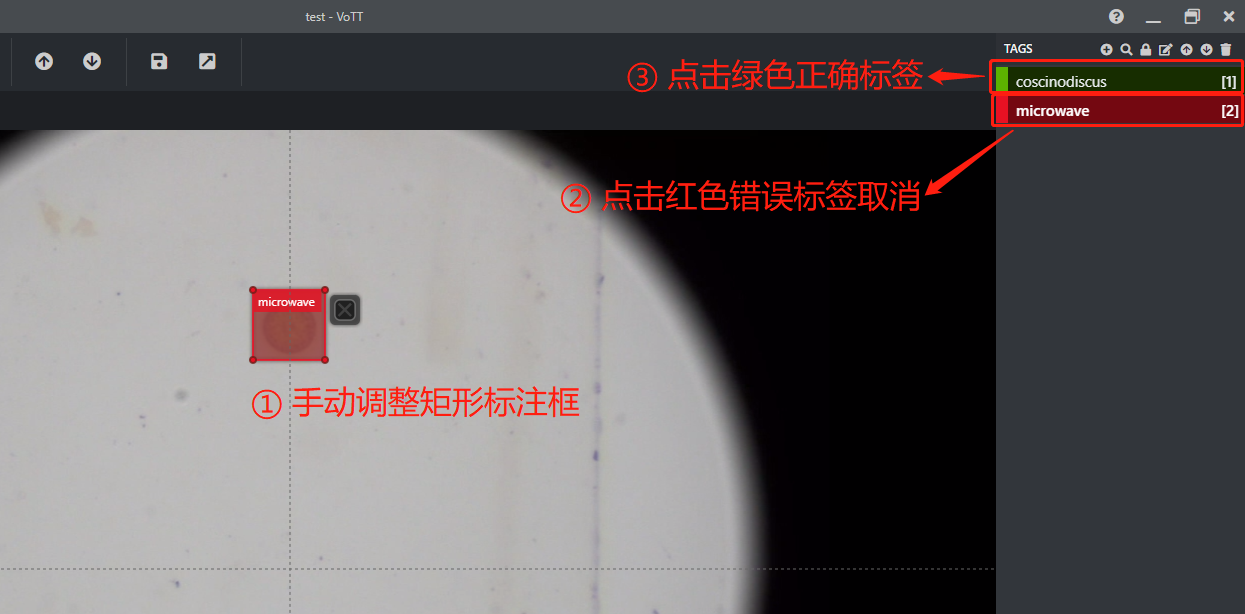 test - VoTT
TAGS
③ 点击绿色正确标签
coscinodiscus [1]
microwave [2]
② 点击红色错误标签取消
microwave
① 手动调整矩形标注框